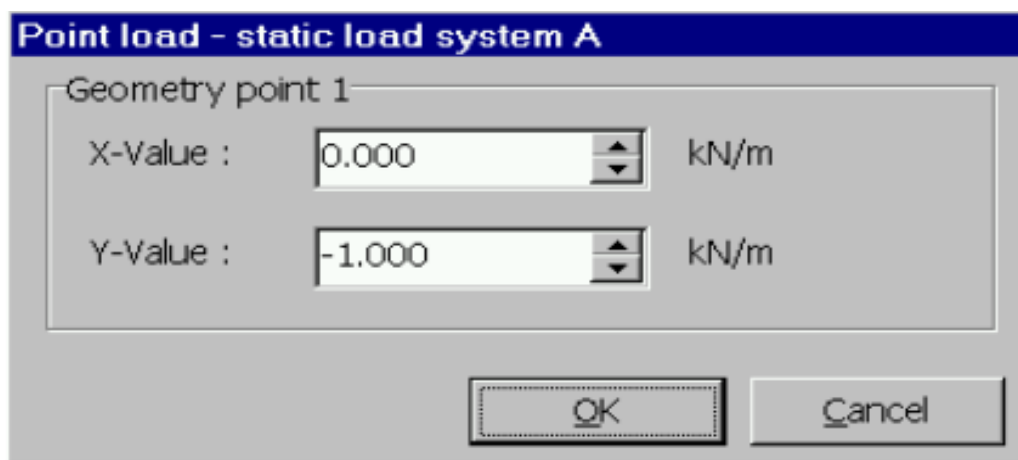 Point load - static load system A
Geometry point 1
X-Value : 0.000 kN/m
Y-Value : -1.000 kN/m
OK Cancel